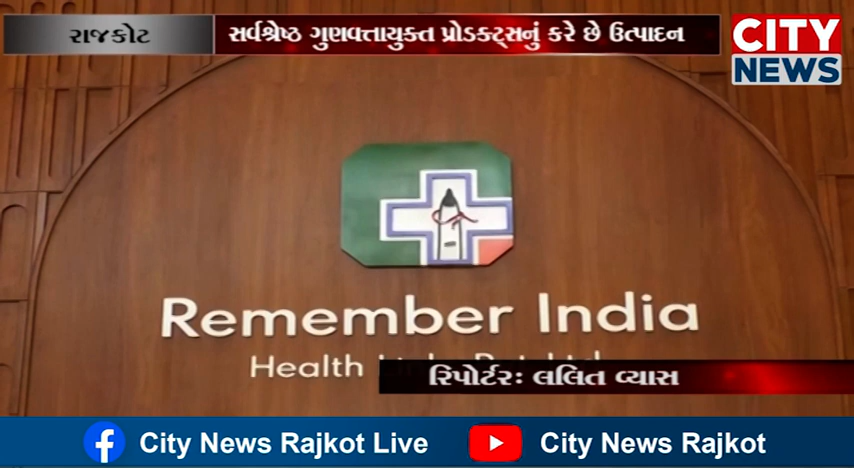 રાજકોટ
સર્વશ્રેષ્ઠ ગુણવત્તાયુક્ત પ્રોડક્ટ્સનું કરે છે ઉત્પાદન
CITY
NEWS
Remember India
Health
રિપોર્ટરઃ લલિત વ્યાસ
City News Rajkot Live
City News Rajkot